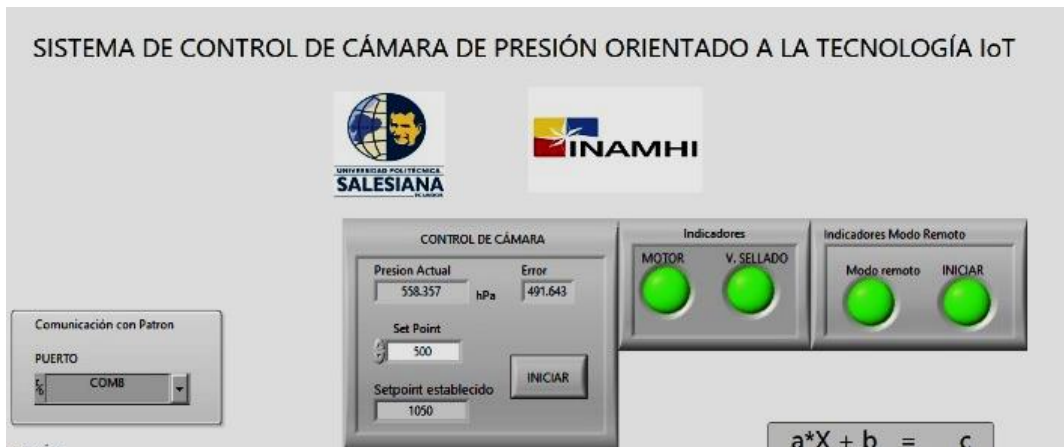 SISTEMA DE CONTROL DE CÁMARA DE PRESIÓN ORIENTADO A LA TECNOLOGÍA IoT
UNIVERSIDAD POLITÉCNICA
SALESIANA
ECUADOR
INAMHI
CONTROL DE CÁMARA
Presion Actual
Error
558.357
hPa
491.643
Set Point
500
INICIAR
Setpoint establecido
1050
Indicadores
MOTOR
V. SELLADO
Indicadores Modo Remoto
Modo remoto
INICIAR
Comunicación con Patron
PUERTO
COM8
a*X + b = c